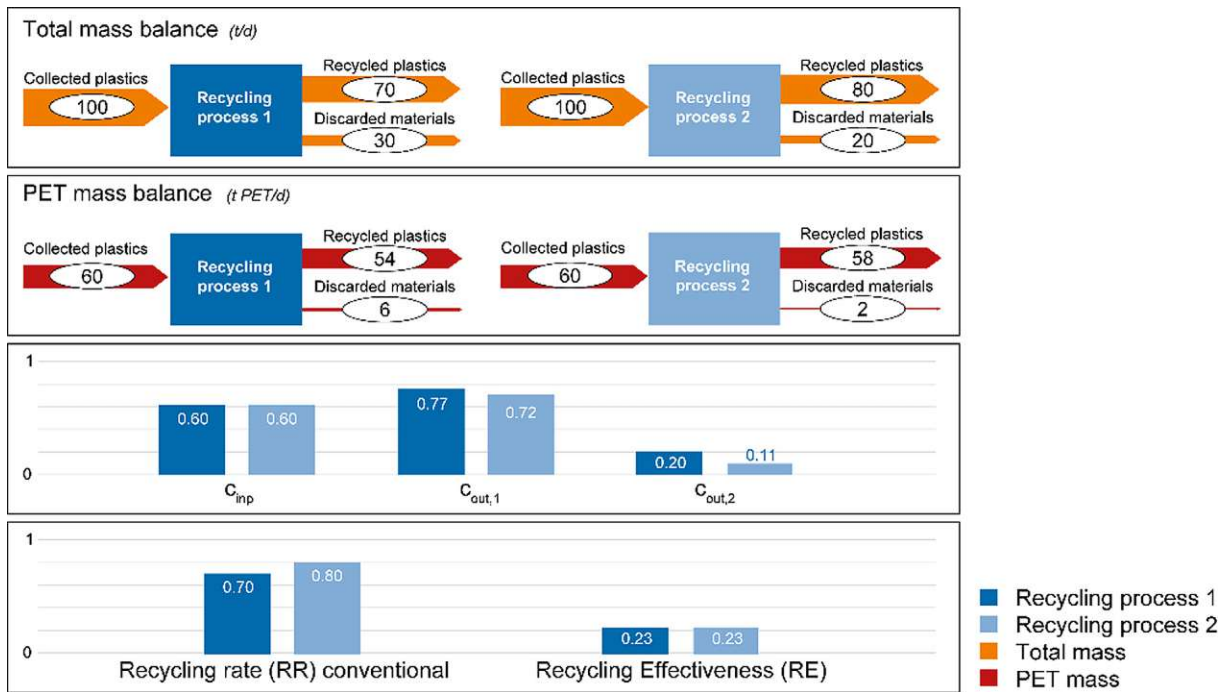 Total mass balance (t/d)
Collected plastics
100
Recycling
process 1
Recycled plastics
70
Discarded materials
30
Collected plastics
100
Recycling
process 2
Recycled plastics
80
Discarded materials
20
PET mass balance (t PET/d)
Collected plastics
60
Recycling
process 1
Recycled plastics
54
Discarded materials
6
Collected plastics
60
Recycling
process 2
Recycled plastics
58
Discarded materials
2
1
0.60 0.60 0.77 0.72 0.20 0.11
0
Cinp Cout,1 Cout,2
1
0.70 0.80 0.23 0.23
0
Recycling rate (RR) conventional Recycling Effectiveness (RE)
Recycling process 1
Recycling process 2
Total mass
PET mass